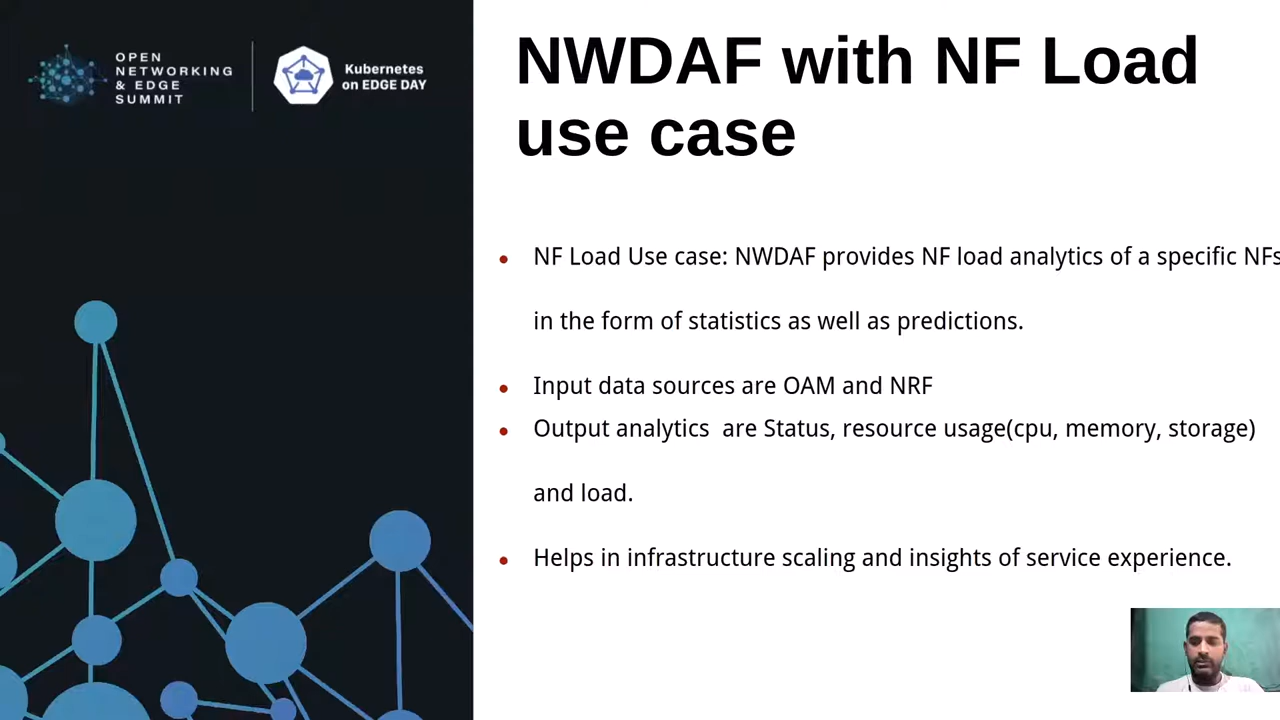 OPEN
NETWORKING
& EDGE
SUMMIT
Kubernetes
on EDGE DAY
NWDAF with NF Load
use case
NF Load Use case: NWDAF provides NF load analytics of a specific NFs
in the form of statistics as well as predictions.
Input data sources are OAM and NRF
Output analytics  are Status, resource usage(cpu, memory, storage)
and load.
Helps in infrastructure scaling and insights of service experience.